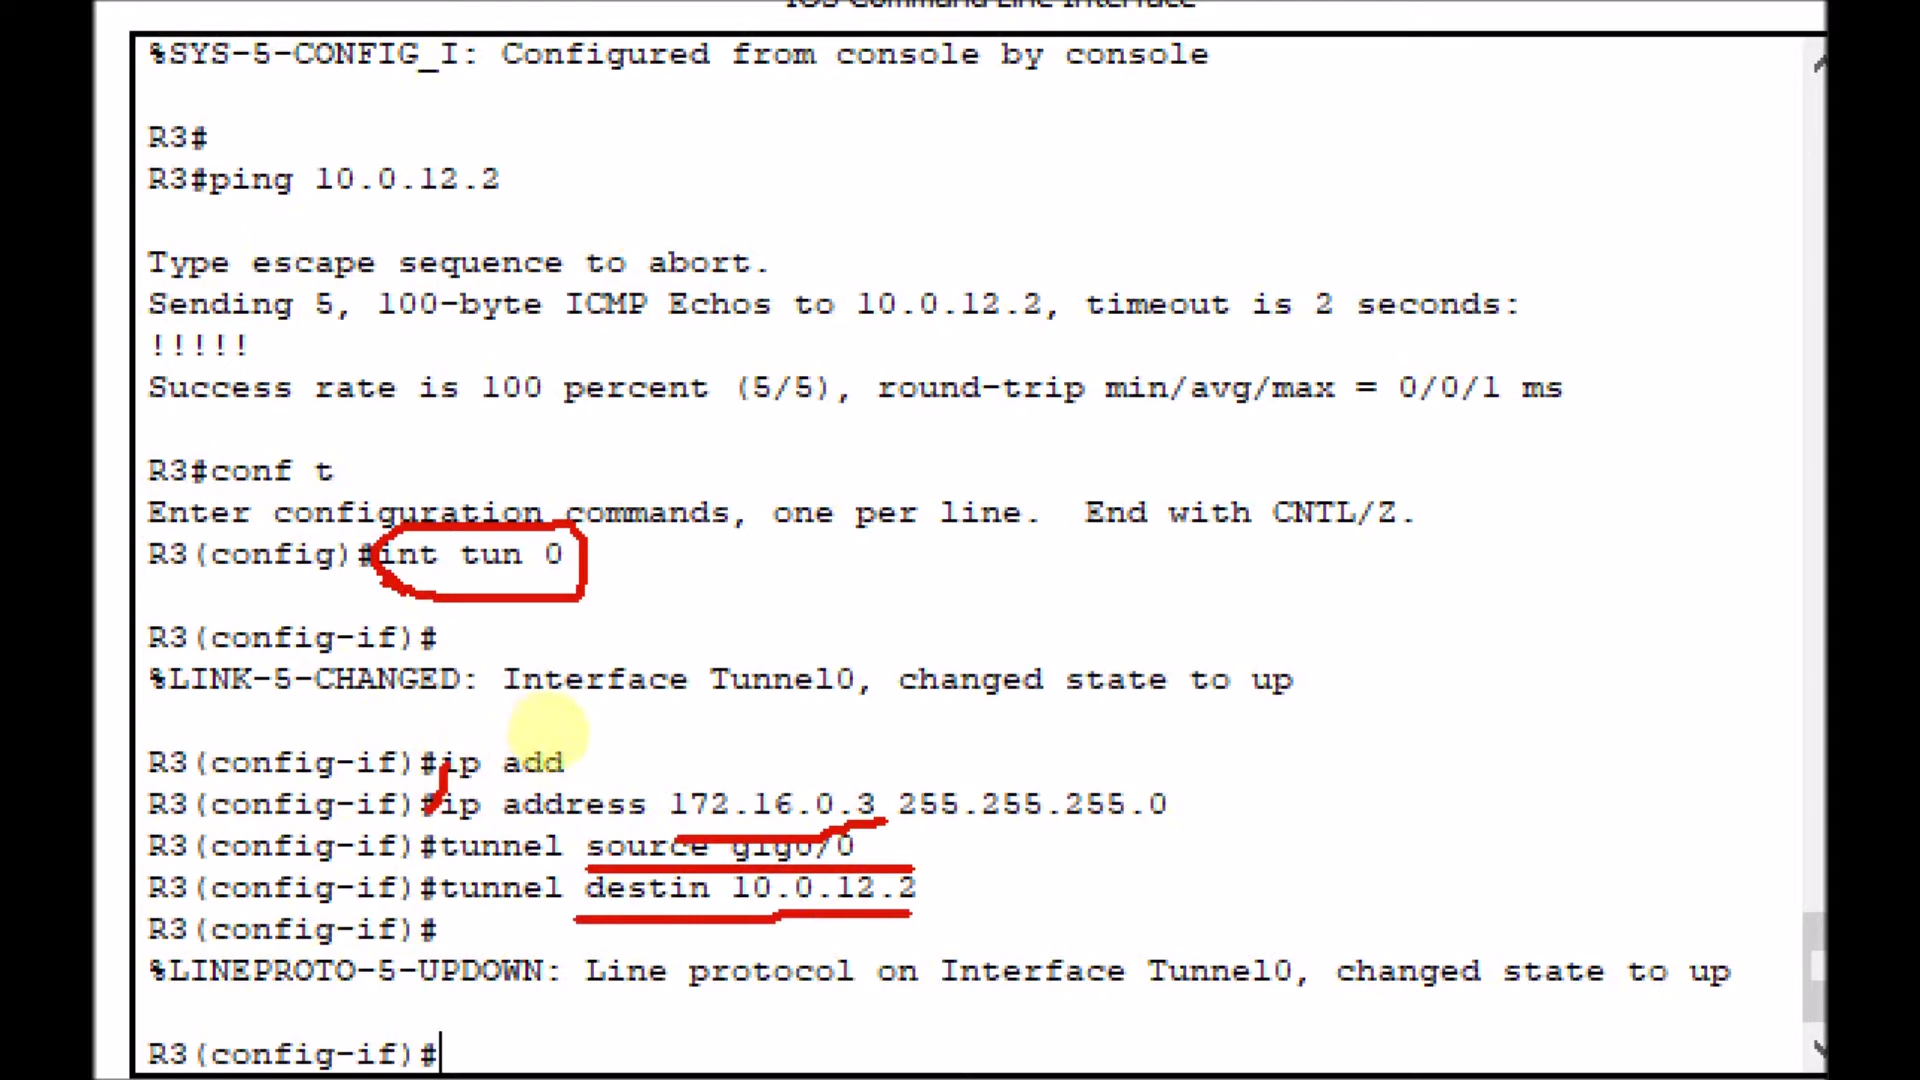 IOS Command Line Interface
%SYS-5-CONFIG_I: Configured from console by console
R3#
R3#ping 10.0.12.2
Type escape sequence to abort.
Sending 5, 100-byte ICMP Echos to 10.0.12.2, timeout is 2 seconds:
!!!!!
Success rate is 100 percent (5/5), round-trip min/avg/max = 0/0/1 ms
R3#conf t
Enter configuration commands, one per line.  End with CNTL/Z.
R3(config)#int tun 0
R3(config-if)#
%LINK-5-CHANGED: Interface Tunnel0, changed state to up
R3(config-if)#ip add
R3(config-if)#ip address 172.16.0.3 255.255.255.0
R3(config-if)#tunnel source gig0/0
R3(config-if)#tunnel destin 10.0.12.2
R3(config-if)#
%LINEPROTO-5-UPDOWN: Line protocol on Interface Tunnel0, changed state to up
R3(config-if)#